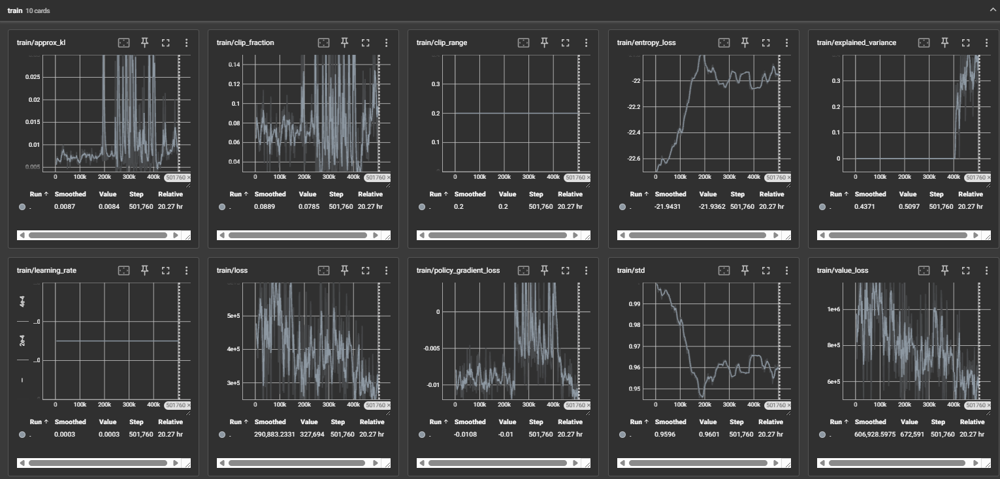 train 10 cards
train/approx_kl
0.025
0.02
0.015
0.01
0.005
0 100k 200k 300k 400k 501760 ×
Run ↑ Smoothed Value Step Relative
. 0.0087 0.0084 501,760 20.27 hr
train/clip_fraction
0.14
0.12
0.1
0.08
0.06
0.04
0 100k 200k 300k 400k 501760 ×
Run ↑ Smoothed Value Step Relative
. 0.0889 0.0785 501,760 20.27 hr
train/clip_range
0.3
0.2
0.1
0 100k 200k 300k 400k 501760 ×
Run ↑ Smoothed Value Step Relative
. 0.2 0.2 501,760 20.27 hr
train/entropy_loss
-22
-22.2
-22.4
-22.6
0 100k 200k 300k 400k 501760 ×
Run ↑ Smoothed Value Step Relative
. -21.9431 -21.9362 501,760 20.27 hr
train/explained_variance
0.3
0.2
0.1
0
0 100k 200k 300k 400k 501760 ×
Run ↑ Smoothed Value Step Relative
. 0.4371 0.5097 501,760 20.27 hr
train/learning_rate
4e-4
...0
2e-4
...0
0 100k 200k 300k 400k 501760 ×
Run ↑ Smoothed Value Step Relative
. 0.0003 0.0003 501,760 20.27 hr
train/loss
5e+5
4e+5
3e+5
0 100k 200k 300k 400k 501760 ×
Run ↑ Smoothed Value Step Relative
. 290,883.2331 327,694 501,760 20.27 hr
train/policy_gradient_loss
0
-0.005
-0.01
0 100k 200k 300k 400k 501760 ×
Run ↑ Smoothed Value Step Relative
. -0.0108 -0.01 501,760 20.27 hr
train/std
0.99
0.98
0.97
0.96
0.95
0 100k 200k 300k 400k 501760 ×
Run ↑ Smoothed Value Step Relative
. 0.9596 0.9601 501,760 20.27 hr
train/value_loss
1e+6
8e+5
6e+5
0 100k 200k 300k 400k 501760 ×
Run ↑ Smoothed Value Step Relative
. 606,928.5975 672,591 501,760 20.27 hr